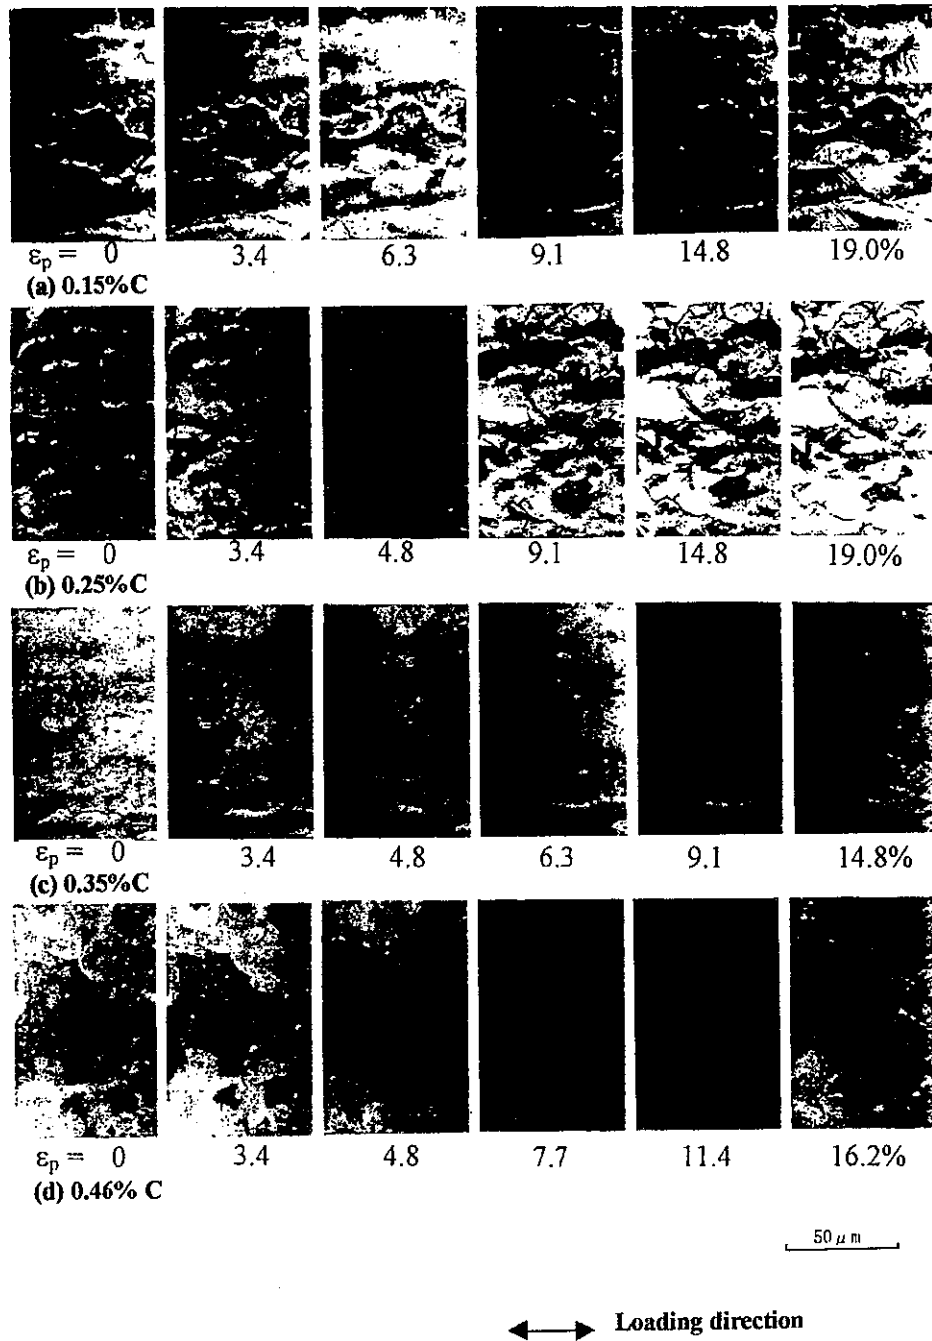 εp = 0 3.4 6.3 9.1 14.8 19.0%
(a) 0.15%C
εp = 0 3.4 4.8 9.1 14.8 19.0%
(b) 0.25%C
εp = 0 3.4 4.8 6.3 9.1 14.8%
(c) 0.35%C
εp = 0 3.4 4.8 7.7 11.4 16.2%
(d) 0.46% C
50 μm
Loading direction